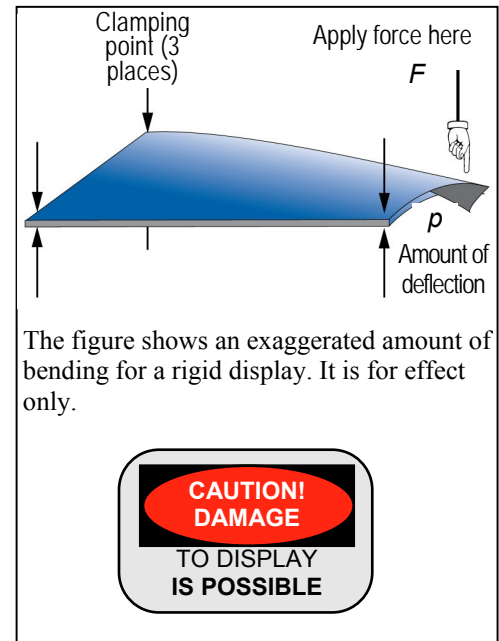 Clamping
point (3
places)
Apply force here
F
p
Amount of
deflection
The figure shows an exaggerated amount of
bending for a rigid display. It is for effect
only.
CAUTION!
DAMAGE
TO DISPLAY
IS POSSIBLE